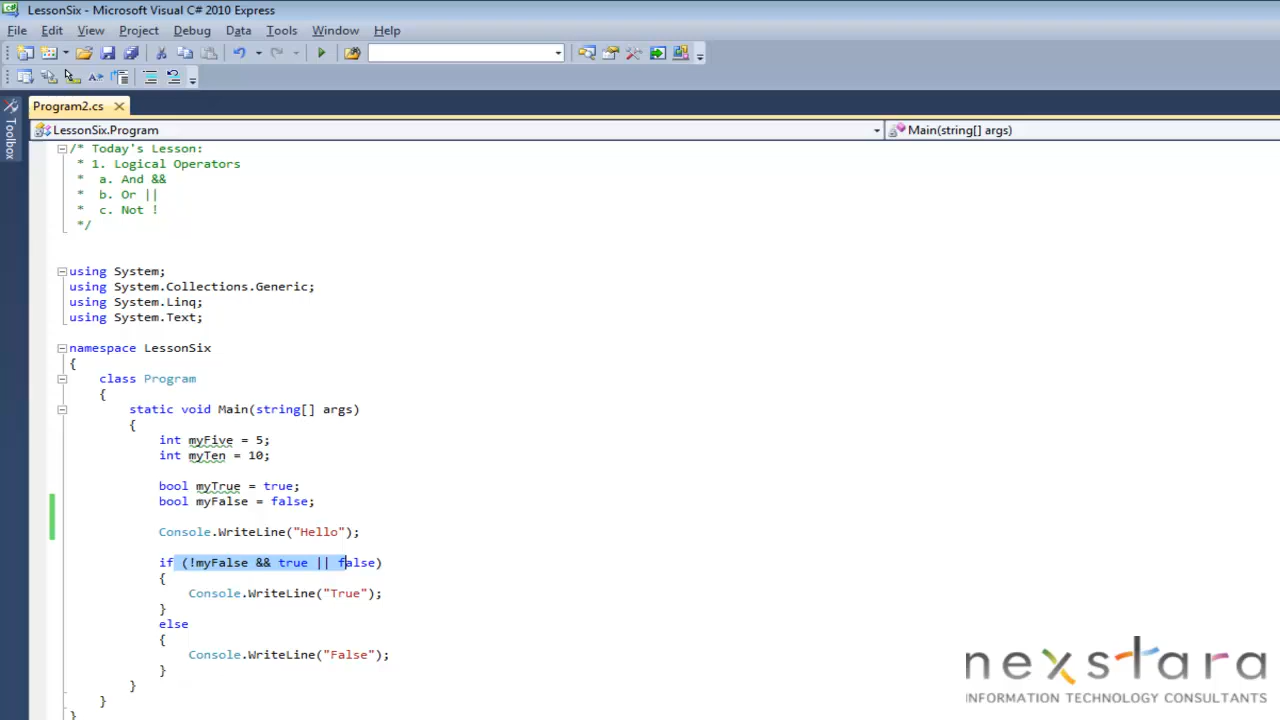 LessonSix - Microsoft Visual C# 2010 Express
File Edit View Project Debug Data Tools Window Help
Toolbox
Program2.cs
LessonSix.Program
Main(string[] args)
/* Today's Lesson:
* 1. Logical Operators
*  a. And &&
*  b. Or ||
*  c. Not !
*/
using System;
using System.Collections.Generic;
using System.Linq;
using System.Text;
namespace LessonSix
{
class Program
{
static void Main(string[] args)
{
int myFive = 5;
int myTen = 10;
bool myTrue = true;
bool myFalse = false;
Console.WriteLine("Hello");
if (!myFalse && true || false)
{
Console.WriteLine("True");
}
else
{
Console.WriteLine("False");
}
}
}
}
nexstara
INFORMATION TECHNOLOGY CONSULTANTS